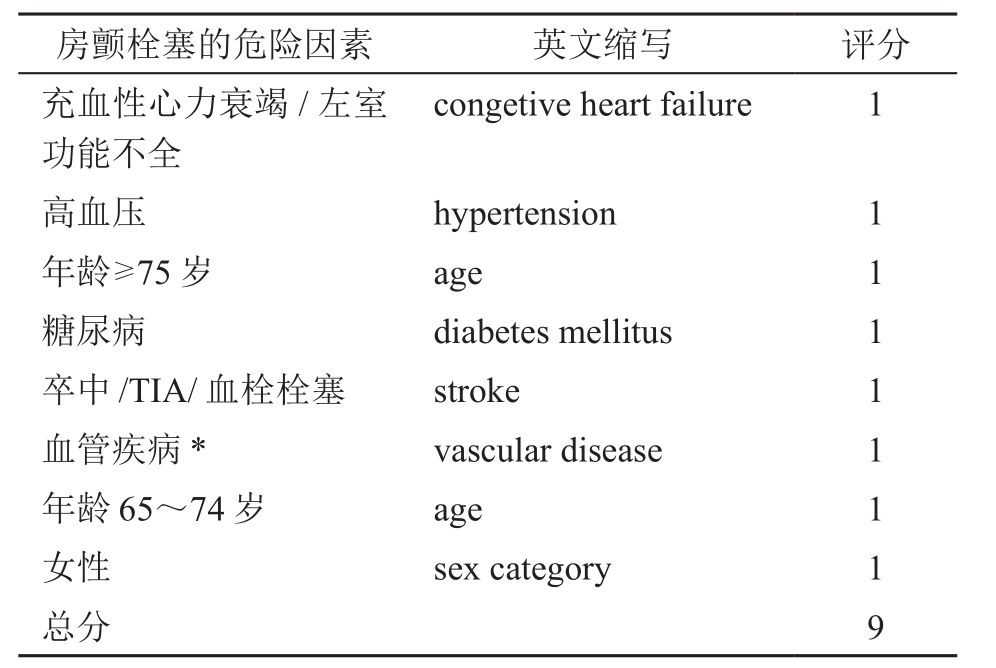 房颤栓塞的危险因素 英文缩写 评分
充血性心力衰竭 / 左室 congetive heart failure 1
功能不全
高血压 hypertension 1
年龄≥75 岁 age 1
糖尿病 diabetes mellitus 1
卒中 /TIA/ 血栓栓塞 stroke 1
血管疾病 * vascular disease 1
年龄 65～74 岁 age 1
女性 sex category 1
总分 9